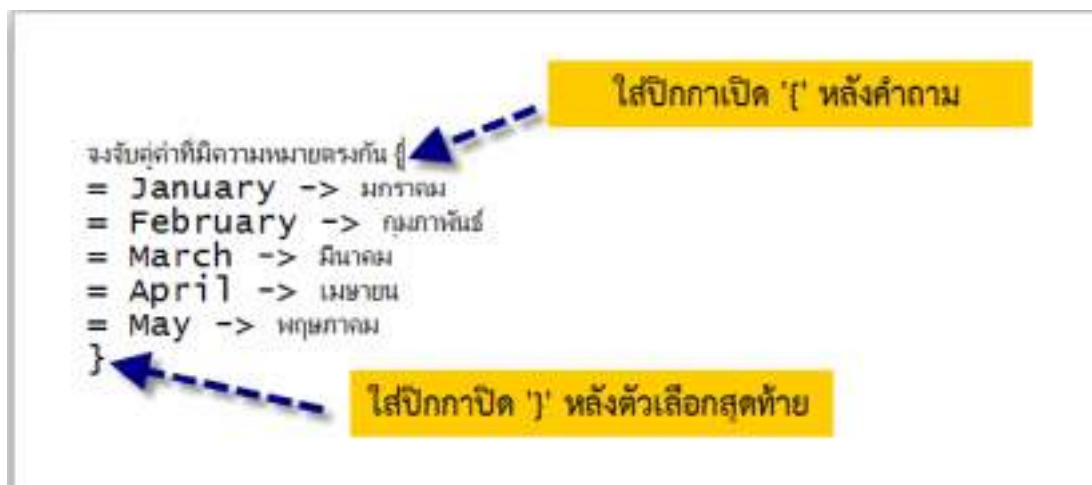 ใส่ปีกกาเปิด '{' หลังคำถาม
จงจับคู่คำที่มีความหมายตรงกัน {
= January -> มกราคม
= February -> กุมภาพันธ์
= March -> มีนาคม
= April -> เมษายน
= May -> พฤษภาคม
}
ใส่ปีกกาปิด '}' หลังตัวเลือกสุดท้าย